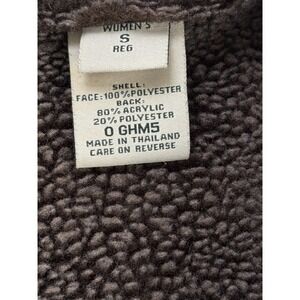 WOMEN'S
S
REG
SHELL:
FACE: 100% POLYESTER
BACK:
80% ACRYLIC
20% POLYESTER
0 GHM5
MADE IN THAILAND
CARE ON REVERSE